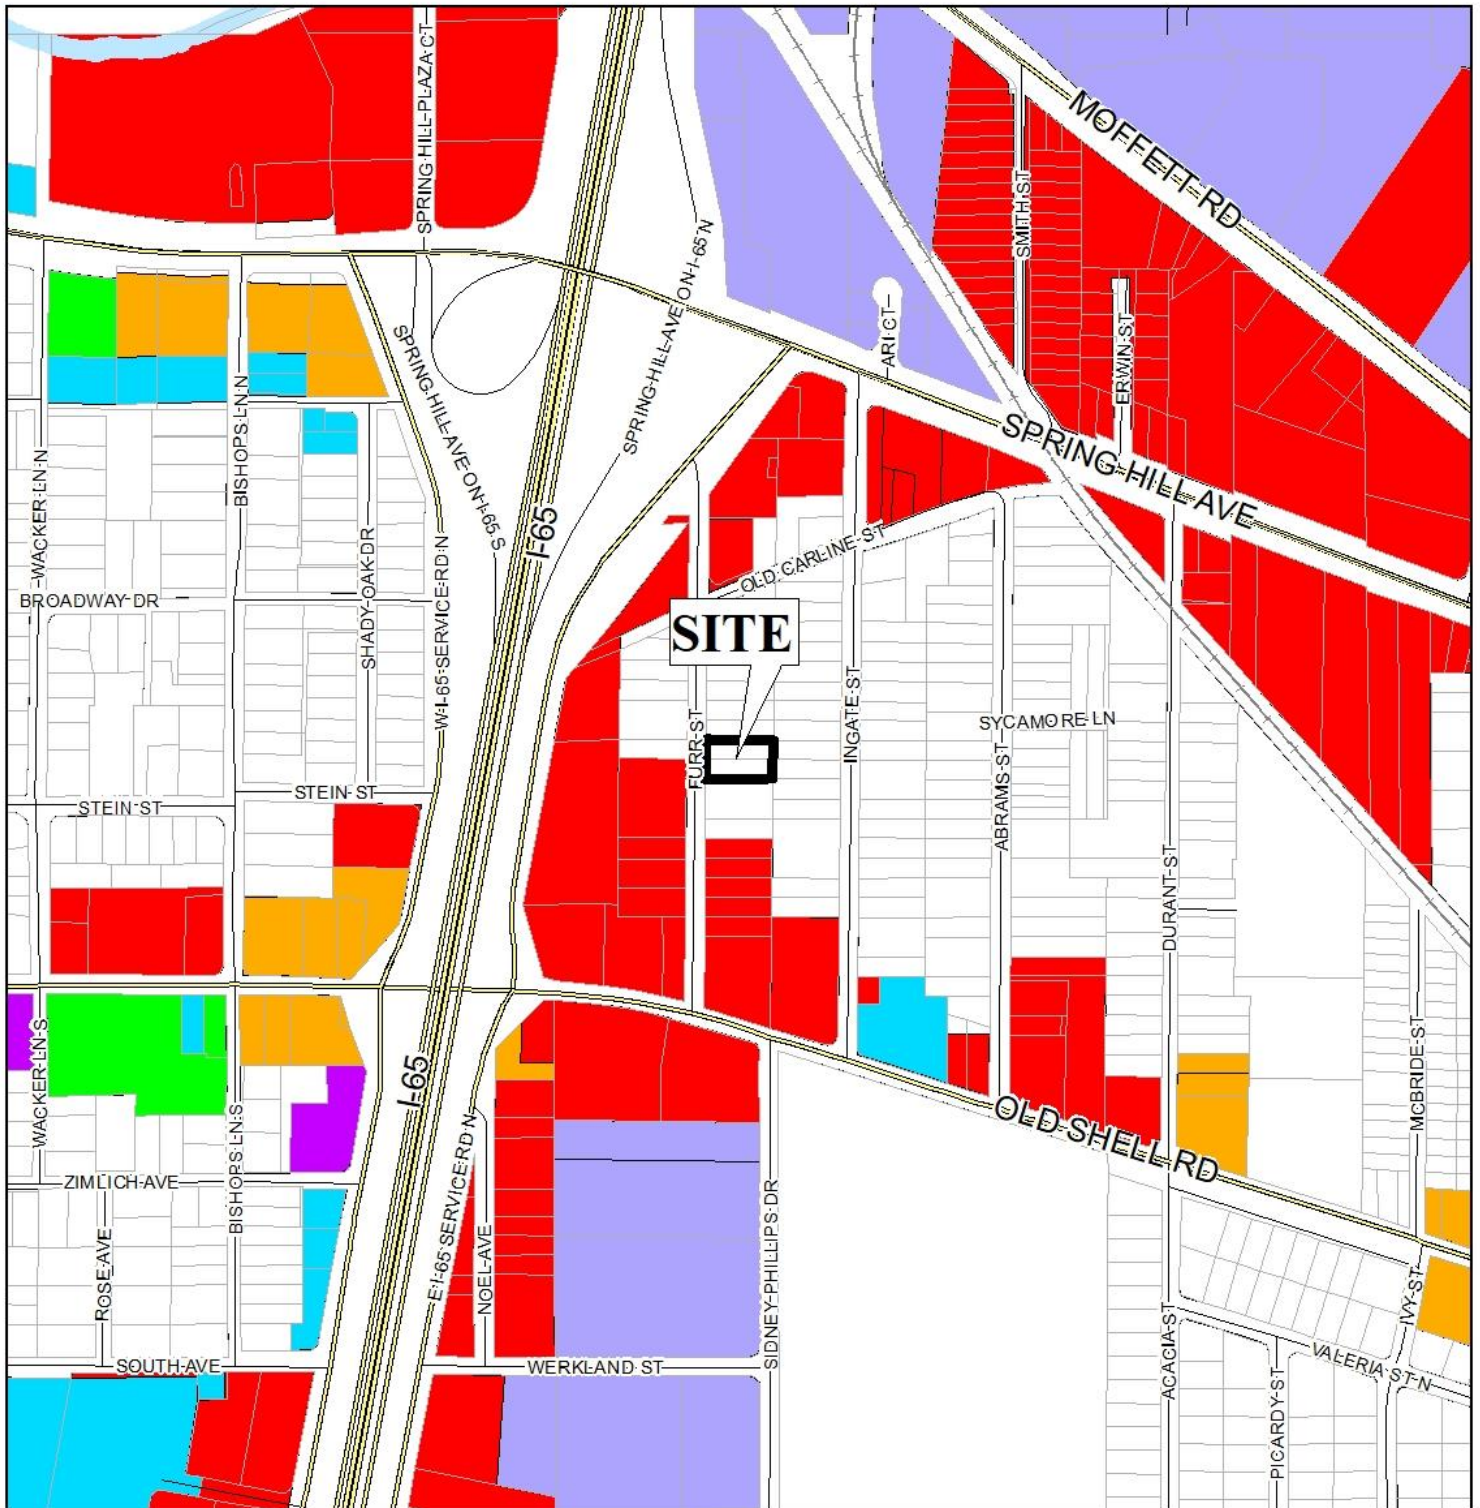 SPRING HILL PLAZA CT
MOFFETT RD
SMITH ST
SPRING HILL AVE ON I-65 N
ARI CT
ERWIN ST
SPRING HILL AVE ON I-65 S
SPRING HILL AVE
BISHOPS LN N
WACKER LN N
I-65
W I-65 SERVICE RD N
SHADY OAK DR
OLD CARLINE ST
BROADWAY DR
SITE
INGATE ST
FURR ST
SYCAMORE LN
ABRAMS ST
STEIN ST
STEIN ST
DURANT ST
WACKER LN S
I-65
MCBRIDE ST
OLD SHELL RD
BISHOPS LN S
ZIMLICH AVE
E I-65 SERVICE RD N
NOEL AVE
SIDNEY PHILLIPS DR
ROSE AVE
IVY ST
ACACIA ST
VALERIA ST N
SOUTH AVE
WERKLAND ST
PICARDY ST